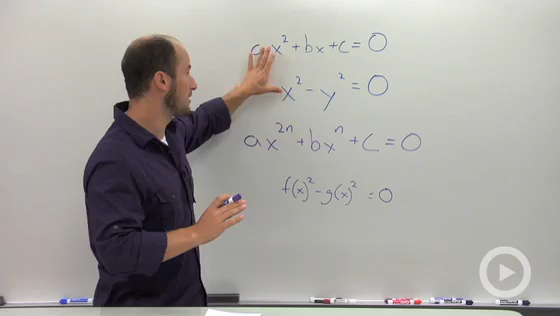 ax² + bx + c = 0
x² - y² = 0
ax²ⁿ + bxⁿ + c = 0
f(x)² - g(x)² = 0